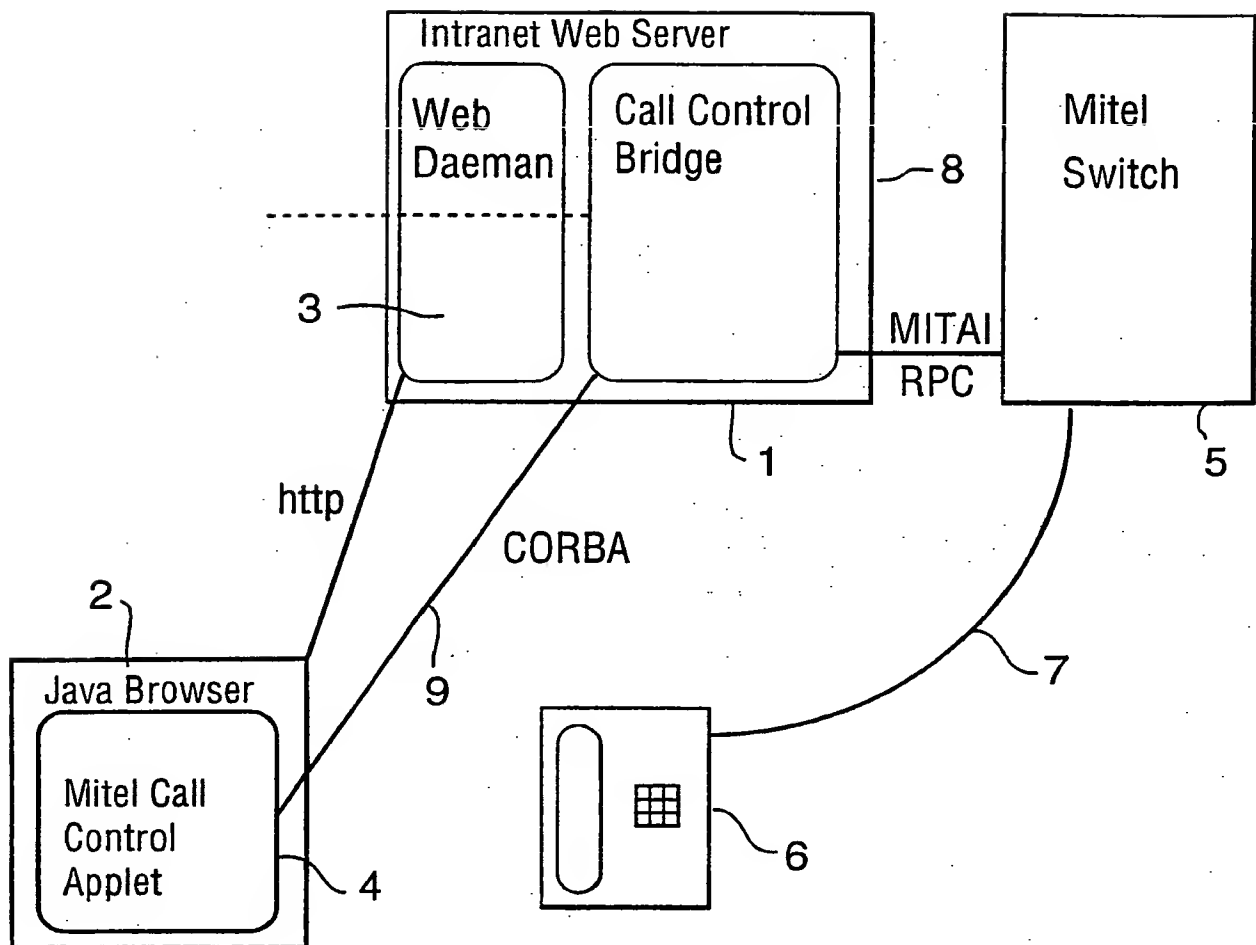 Intranet Web Server
Web
Daeman
Call Control
Bridge
Mitel
Switch
8
3
MITAI
RPC
1
5
http
CORBA
2
9
7
Java Browser
Mitel Call
Control
Applet
4
6